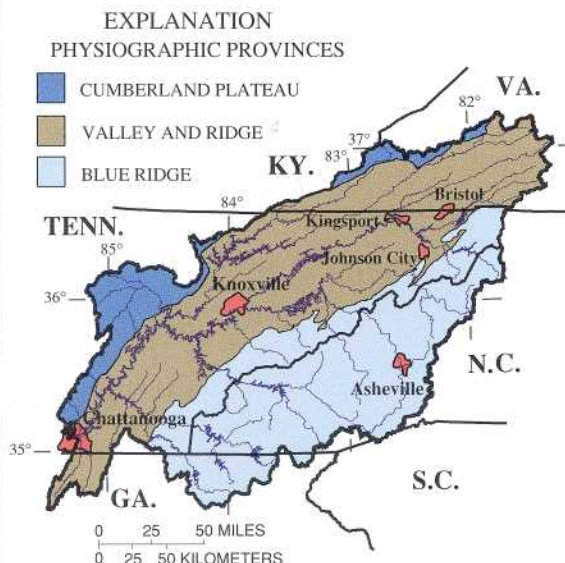 EXPLANATION
PHYSIOGRAPHIC PROVINCES
CUMBERLAND PLATEAU
VALLEY AND RIDGE
BLUE RIDGE
82°
VA.
37°
83°
KY.
Bristol
84°
Kingsport
TENN.
85°
Johnson City
Knoxville
36°
N.C.
Asheville
Chattanooga
35°
S.C.
GA.
0 25 50 MILES
0 25 50 KILOMETERS